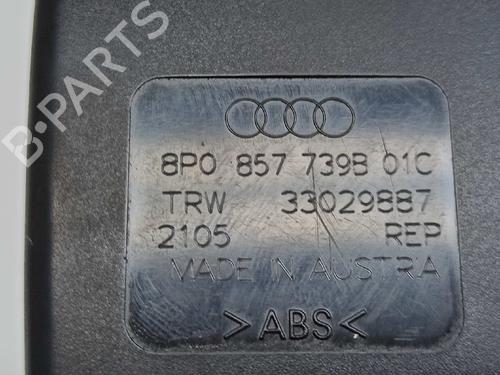 B-PARTS
8P0 857 739B 01C
TRW 33029887
2105 REP
MADE IN AUSTRIA
>ABS<